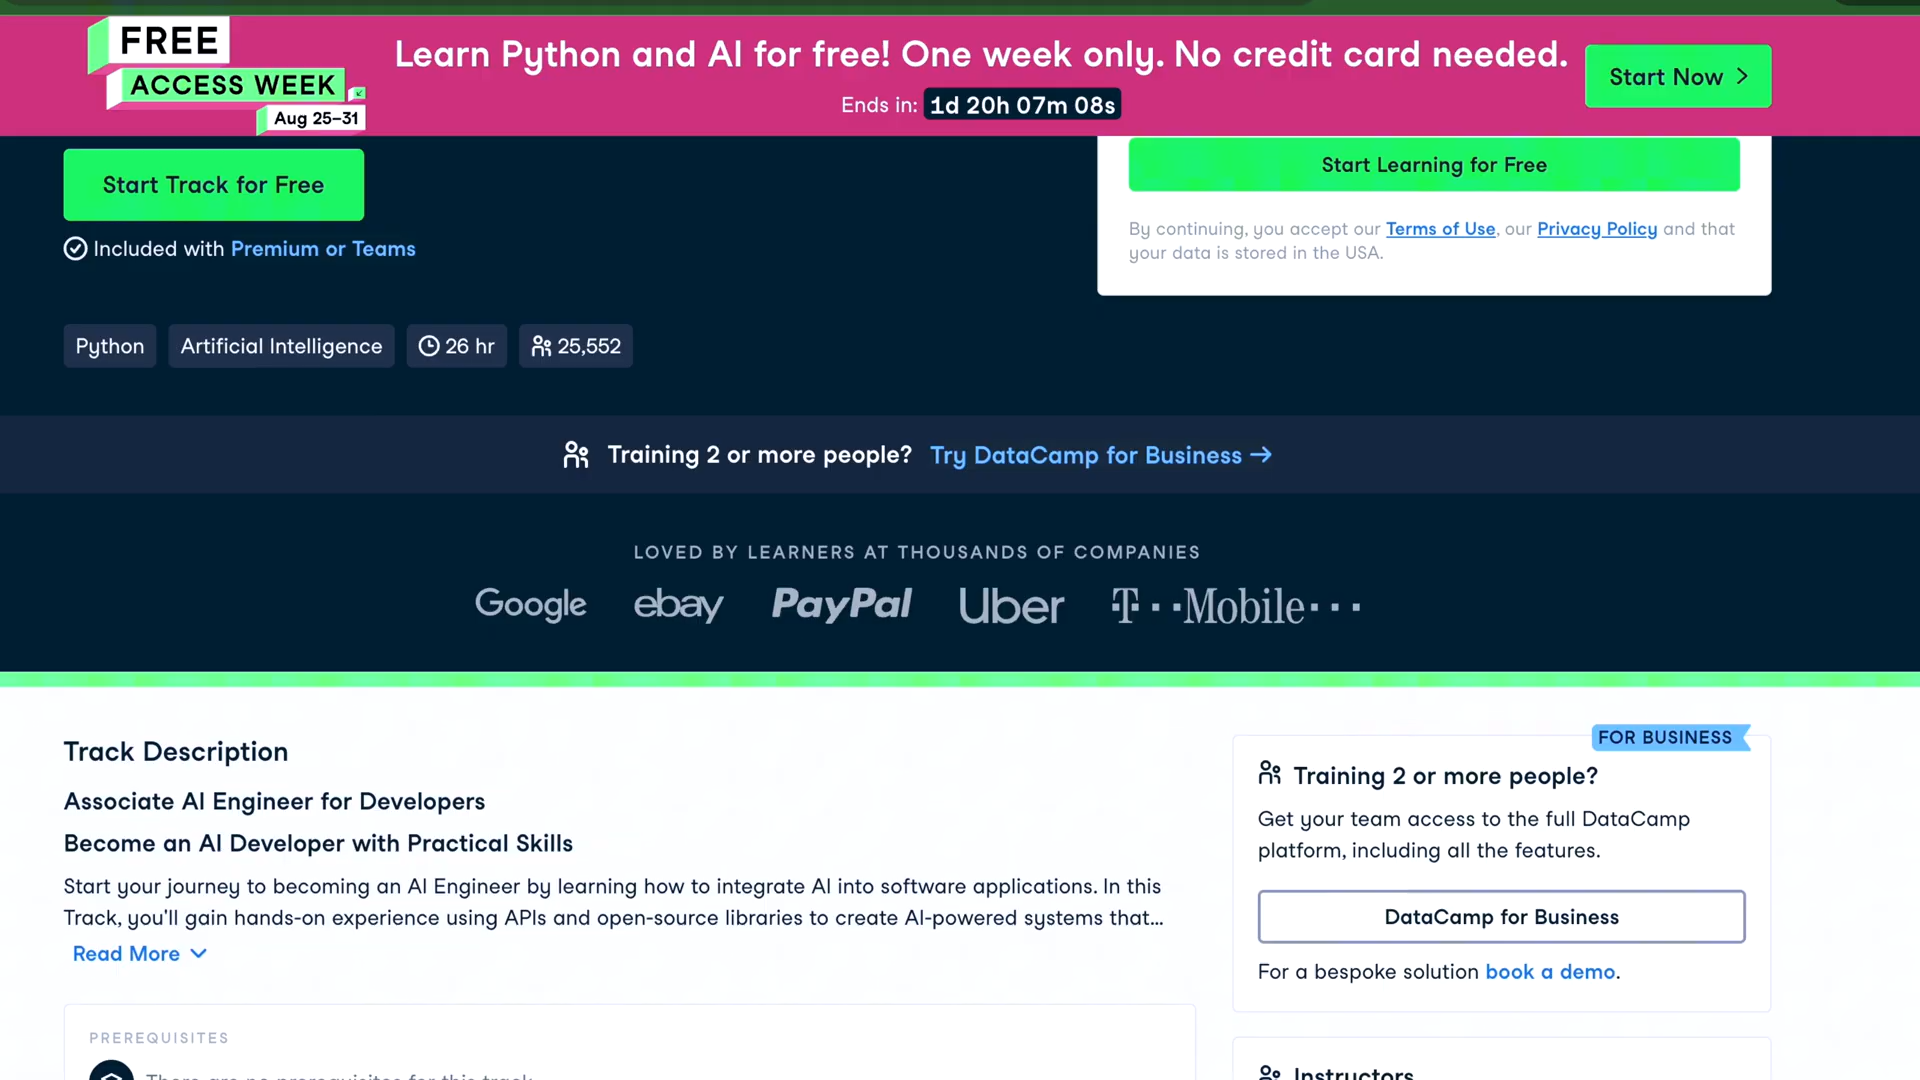 FREE
ACCESS WEEK
Aug 25–31
Learn Python and AI for free! One week only. No credit card needed.
Ends in: 1d 20h 07m 08s
Start Now
Start Track for Free
Included with Premium or Teams
Start Learning for Free
By continuing, you accept our Terms of Use, our Privacy Policy and that
your data is stored in the USA.
Python
Artificial Intelligence
26 hr
25,552
Training 2 or more people? Try DataCamp for Business →
LOVED BY LEARNERS AT THOUSANDS OF COMPANIES
Google
ebay
PayPal
Uber
T··Mobile···
Track Description
Associate AI Engineer for Developers
Become an AI Developer with Practical Skills
Start your journey to becoming an AI Engineer by learning how to integrate AI into software applications. In this
Track, you'll gain hands-on experience using APIs and open-source libraries to create AI-powered systems that...
Read More
PREREQUISITES
There are no prerequisites for this track
FOR BUSINESS
Training 2 or more people?
Get your team access to the full DataCamp
platform, including all the features.
DataCamp for Business
For a bespoke solution book a demo.
Instructors